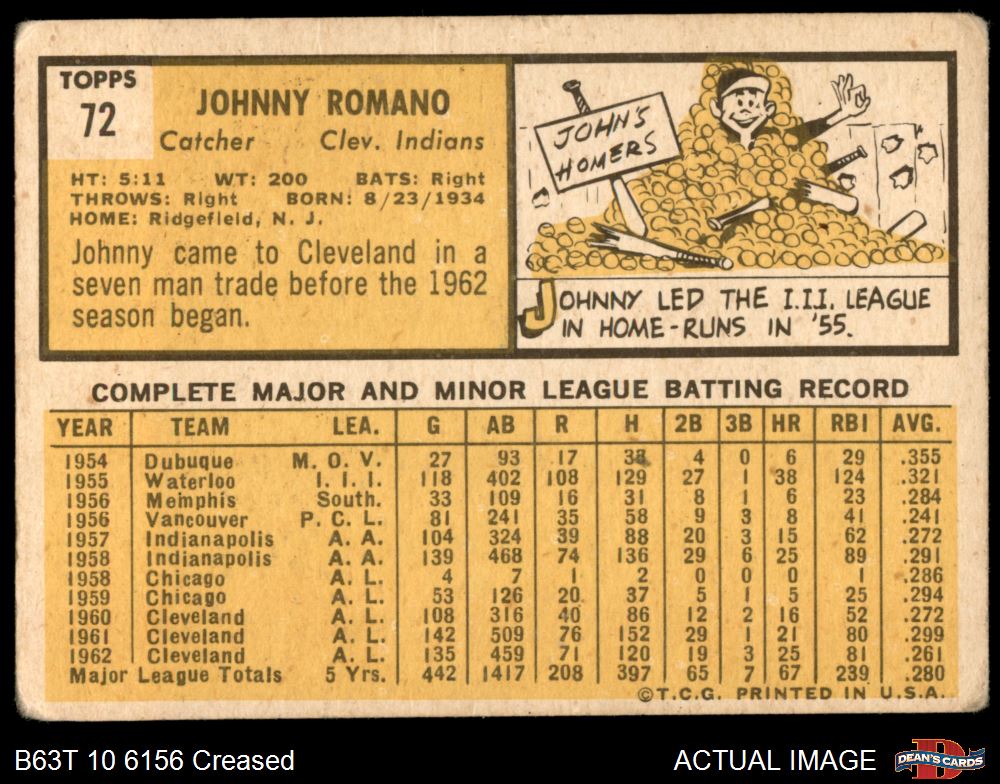 TOPPS
72
JOHNNY ROMANO
Catcher Clev. Indians
HT: 5:11 WT: 200 BATS: Right
THROWS: Right BORN: 8/23/1934
HOME: Ridgefield, N. J.
Johnny came to Cleveland in a
seven man trade before the 1962
season began.
JOHN'S
HOMERS
JOHNNY LED THE I.I.I. LEAGUE
IN HOME-RUNS IN '55.
COMPLETE MAJOR AND MINOR LEAGUE BATTING RECORD
YEAR TEAM LEA. G AB R H 2B 3B HR RBI AVG.
1954 Dubuque M. O. V. 27 93 17 33 4 0 6 29 .355
1955 Waterloo I. I. I. 118 402 108 129 27 1 38 124 .321
1956 Memphis South. 33 109 16 31 8 1 6 23 .284
1956 Vancouver P. C. L. 81 241 35 58 9 3 8 41 .241
1957 Indianapolis A. A. 104 324 39 88 20 3 15 62 .272
1958 Indianapolis A. A. 139 468 74 136 29 6 25 89 .291
1958 Chicago A. L. 4 7 1 2 0 0 0 1 .286
1959 Chicago A. L. 53 126 20 37 5 1 5 25 .294
1960 Cleveland A. L. 108 316 40 86 12 2 16 52 .272
1961 Cleveland A. L. 142 509 76 152 29 1 21 80 .299
1962 Cleveland A. L. 135 459 71 120 19 3 25 81 .261
Major League Totals 5 Yrs. 442 1417 208 397 65 7 67 239 .280
©T.C.G. PRINTED IN U.S.A.
B63T 10 6156 Creased
ACTUAL IMAGE
DEAN'S CARDS